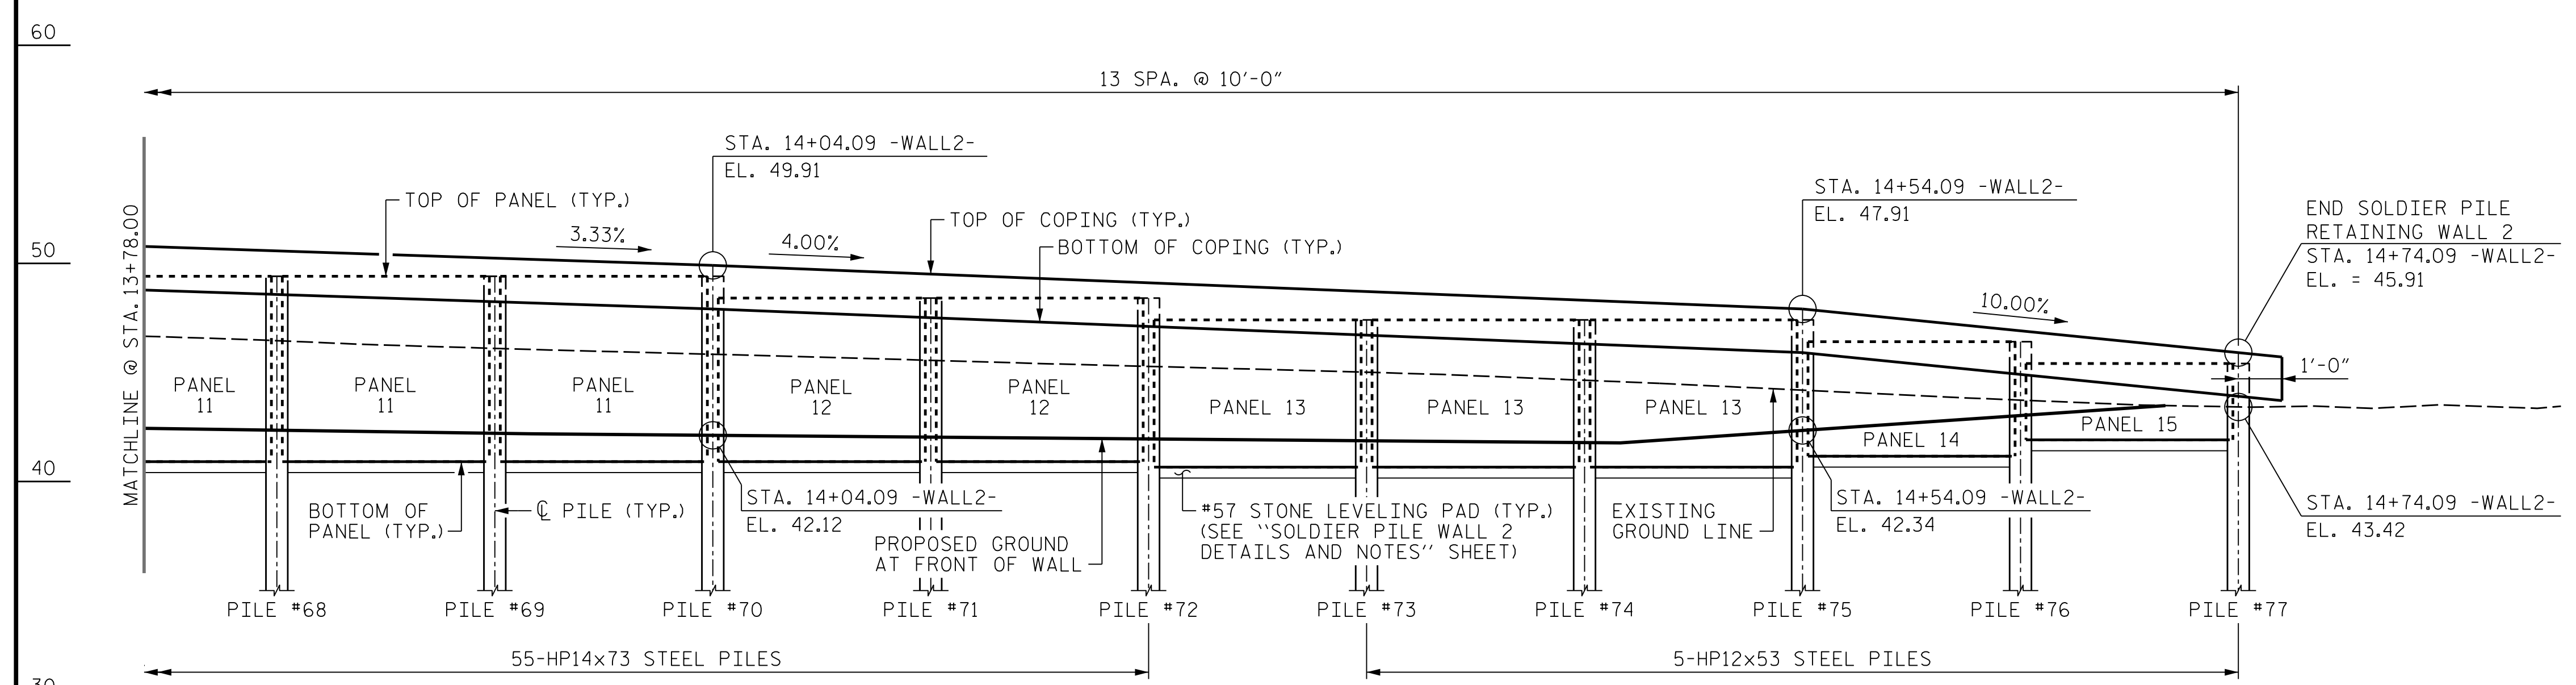 60
13 SPA. @ 10'-0"
STA. 14+04.09 -WALL2-
EL. 49.91
STA. 14+54.09 -WALL2-
EL. 47.91
END SOLDIER PILE
RETAINING WALL 2
STA. 14+74.09 -WALL2-
EL. = 45.91
TOP OF PANEL (TYP.)
TOP OF COPING (TYP.)
BOTTOM OF COPING (TYP.)
3.33%
4.00%
10.00%
50
MATCHLINE @ STA. 13+78.00
1'-0"
PANEL
11
PANEL
11
PANEL
11
PANEL
12
PANEL
12
PANEL 13
PANEL 13
PANEL 13
PANEL 14
PANEL 15
40
BOTTOM OF
PANEL (TYP.)
℄ PILE (TYP.)
STA. 14+04.09 -WALL2-
EL. 42.12
PROPOSED GROUND
AT FRONT OF WALL
#57 STONE LEVELING PAD (TYP.)
(SEE "SOLDIER PILE WALL 2
DETAILS AND NOTES" SHEET)
EXISTING
GROUND LINE
STA. 14+54.09 -WALL2-
EL. 42.34
STA. 14+74.09 -WALL2-
EL. 43.42
PILE #68
PILE #69
PILE #70
PILE #71
PILE #72
PILE #73
PILE #74
PILE #75
PILE #76
PILE #77
55-HP14x73 STEEL PILES
5-HP12x53 STEEL PILES
30